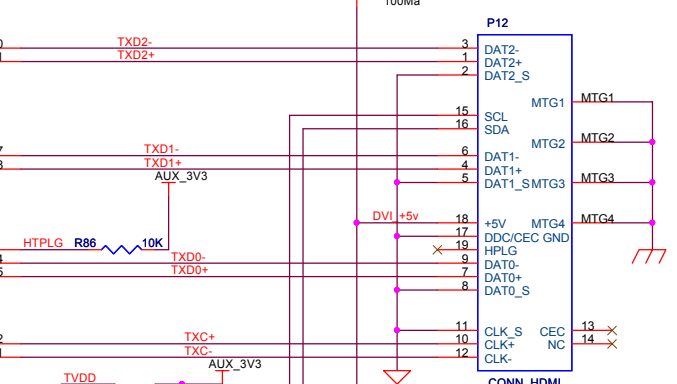 100Ma
P12
TXD2- 3 DAT2-
TXD2+ 1 DAT2+
2 DAT2_S
MTG1 MTG1
15 SCL
16 SDA
MTG2 MTG2
TXD1- 6 DAT1-
TXD1+ 4 DAT1+
AUX_3V3 5 DAT1_S MTG3 MTG3
DVI_+5v 18 +5V MTG4 MTG4
17 DDC/CEC GND
HTPLG R86 10K 19 HPLG
TXD0- 9 DAT0-
TXD0+ 7 DAT0+
8 DAT0_S
11 CLK_S CEC 13
TXC+ 10 CLK+ NC 14
TXC- 12 CLK-
AUX_3V3
TVDD CONN_HDMI